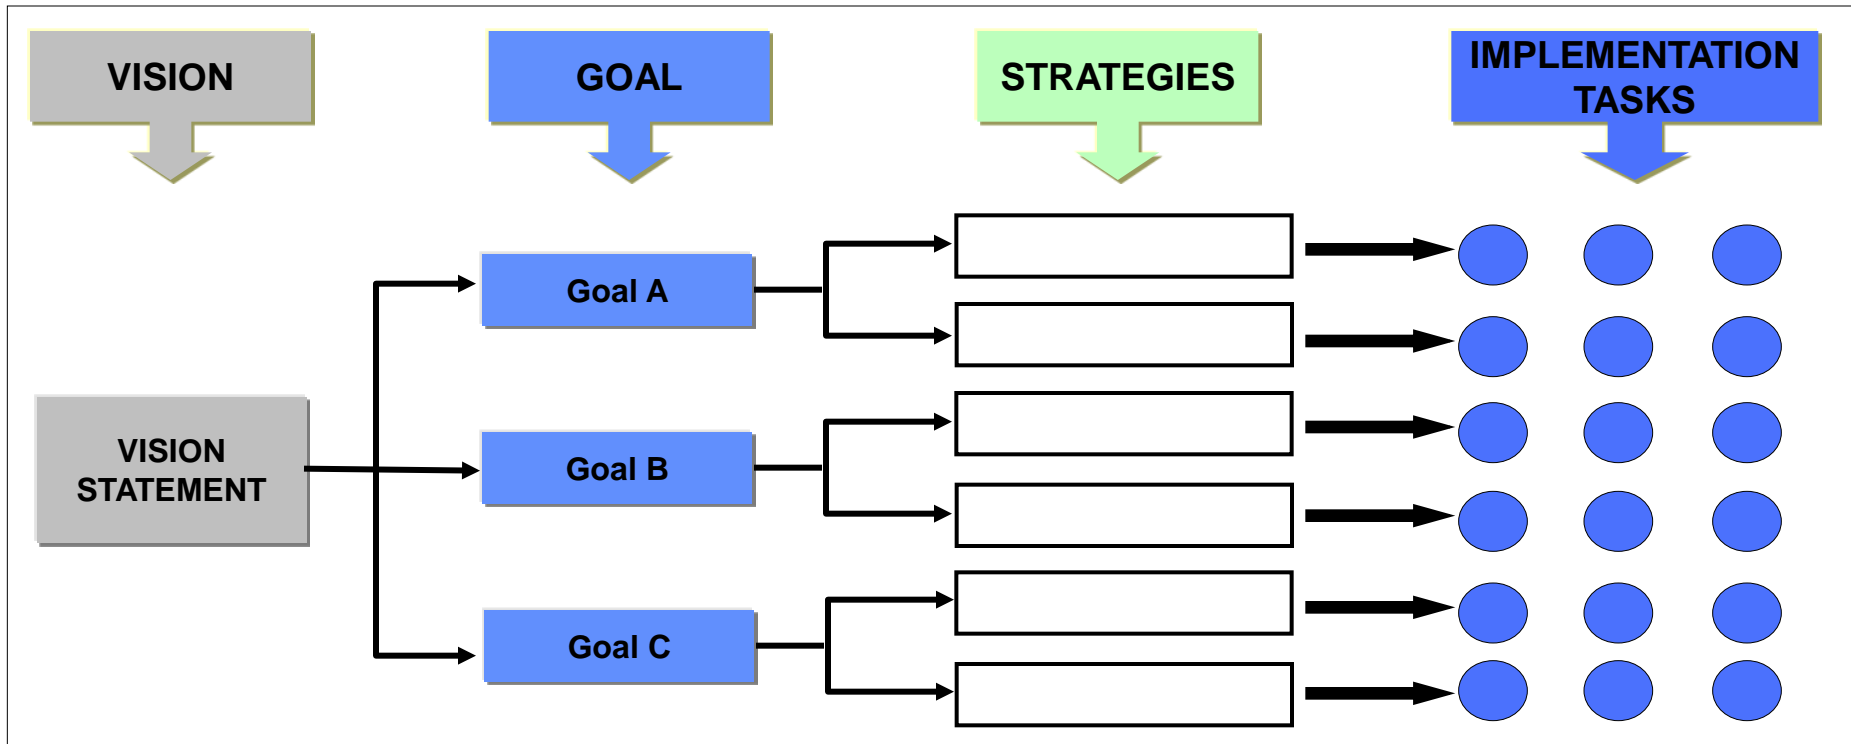 VISION
GOAL
STRATEGIES
IMPLEMENTATION
TASKS
Goal A
VISION
STATEMENT
Goal B
Goal C